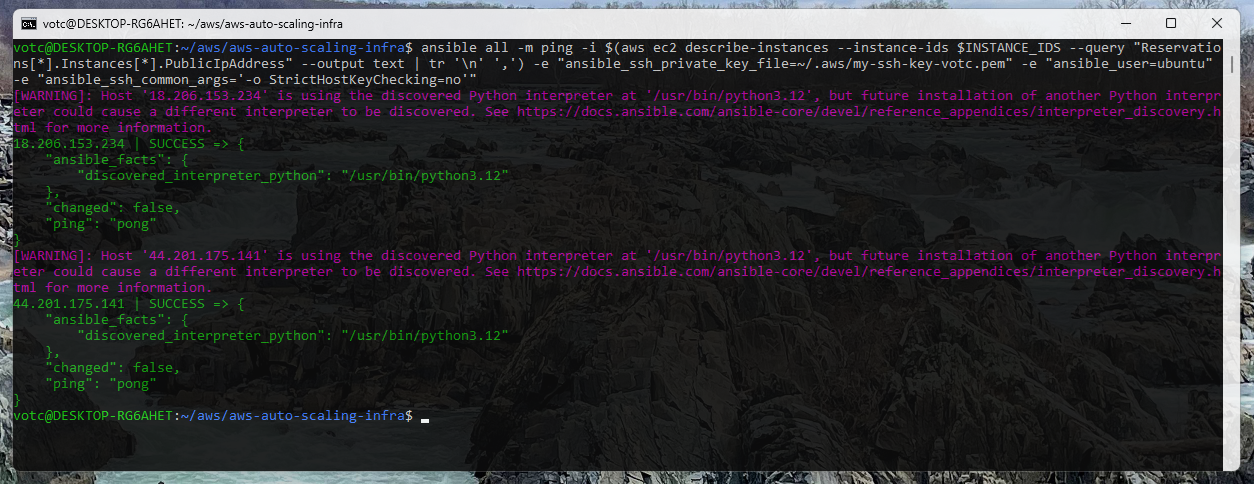 votc@DESKTOP-RG6AHET: ~/aws/aws-auto-scaling-infra
votc@DESKTOP-RG6AHET:~/aws/aws-auto-scaling-infra$ ansible all -m ping -i $(aws ec2 describe-instances --instance-ids $INSTANCE_IDS --query "Reservatio
ns[*].Instances[*].PublicIpAddress" --output text | tr '\n' ',') -e "ansible_ssh_private_key_file=~/.aws/my-ssh-key-votc.pem" -e "ansible_user=ubuntu"
-e "ansible_ssh_common_args='-o StrictHostKeyChecking=no'"
[WARNING]: Host '18.206.153.234' is using the discovered Python interpreter at '/usr/bin/python3.12', but future installation of another Python interpr
eter could cause a different interpreter to be discovered. See https://docs.ansible.com/ansible-core/devel/reference_appendices/interpreter_discovery.h
tml for more information.
18.206.153.234 | SUCCESS => {
    "ansible_facts": {
        "discovered_interpreter_python": "/usr/bin/python3.12"
    },
    "changed": false,
    "ping": "pong"
}
[WARNING]: Host '44.201.175.141' is using the discovered Python interpreter at '/usr/bin/python3.12', but future installation of another Python interpr
eter could cause a different interpreter to be discovered. See https://docs.ansible.com/ansible-core/devel/reference_appendices/interpreter_discovery.h
tml for more information.
44.201.175.141 | SUCCESS => {
    "ansible_facts": {
        "discovered_interpreter_python": "/usr/bin/python3.12"
    },
    "changed": false,
    "ping": "pong"
}
votc@DESKTOP-RG6AHET:~/aws/aws-auto-scaling-infra$